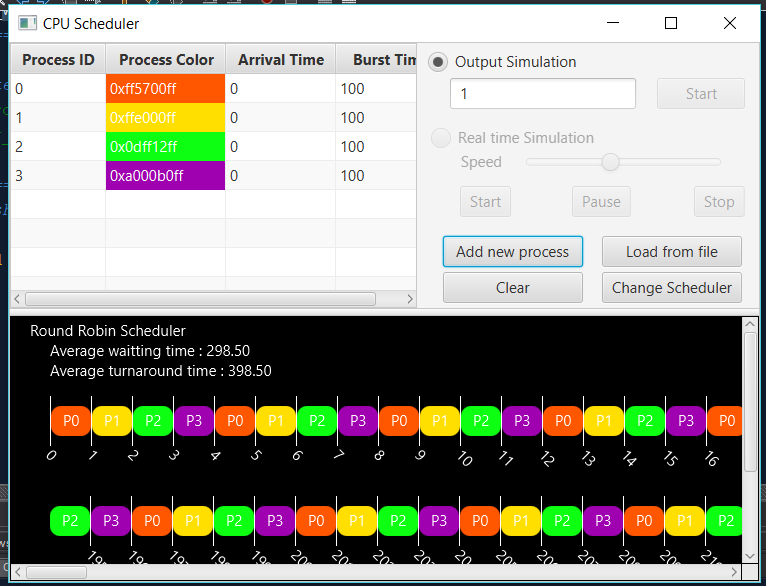 CPU Scheduler
Process ID Process Color Arrival Time Burst Tim
0 0xff5700ff 0 100
1 0xffe000ff 0 100
2 0x0dff12ff 0 100
3 0xa000b0ff 0 100
Output Simulation
1 Start
Real time Simulation
Speed
Start Pause Stop
Add new process Load from file
Clear Change Scheduler
Round Robin Scheduler
Average waitting time : 298.50
Average turnaround time : 398.50
P0 P1 P2 P3 P0 P1 P2 P3 P0 P1 P2 P3 P0 P1 P2 P3 P0
0 1 2 3 4 5 6 7 8 9 10 11 12 13 14 15 16
P2 P3 P0 P1 P2 P3 P0 P1 P2 P3 P0 P1 P2 P3 P0 P1 P2